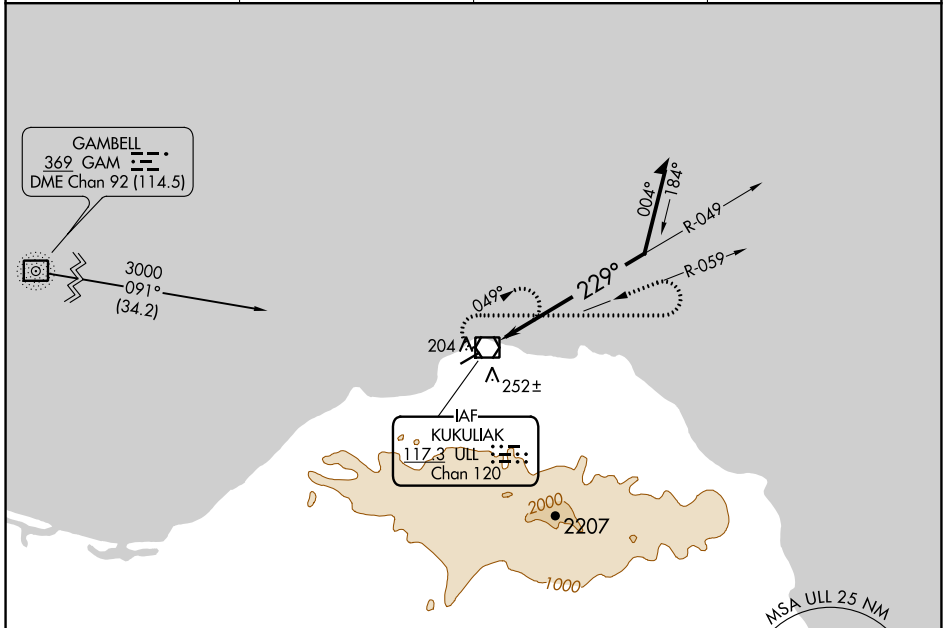 GAMBELL
369 GAM
DME Chan 92 (114.5)
3000
091°
(34.2)
004°
184°
R-049
R-059
229°
049°
204
252±
IAF
KUKULIAK
117.3 ULL
Chan 120
2000
2207
1000
MSA ULL 25 NM